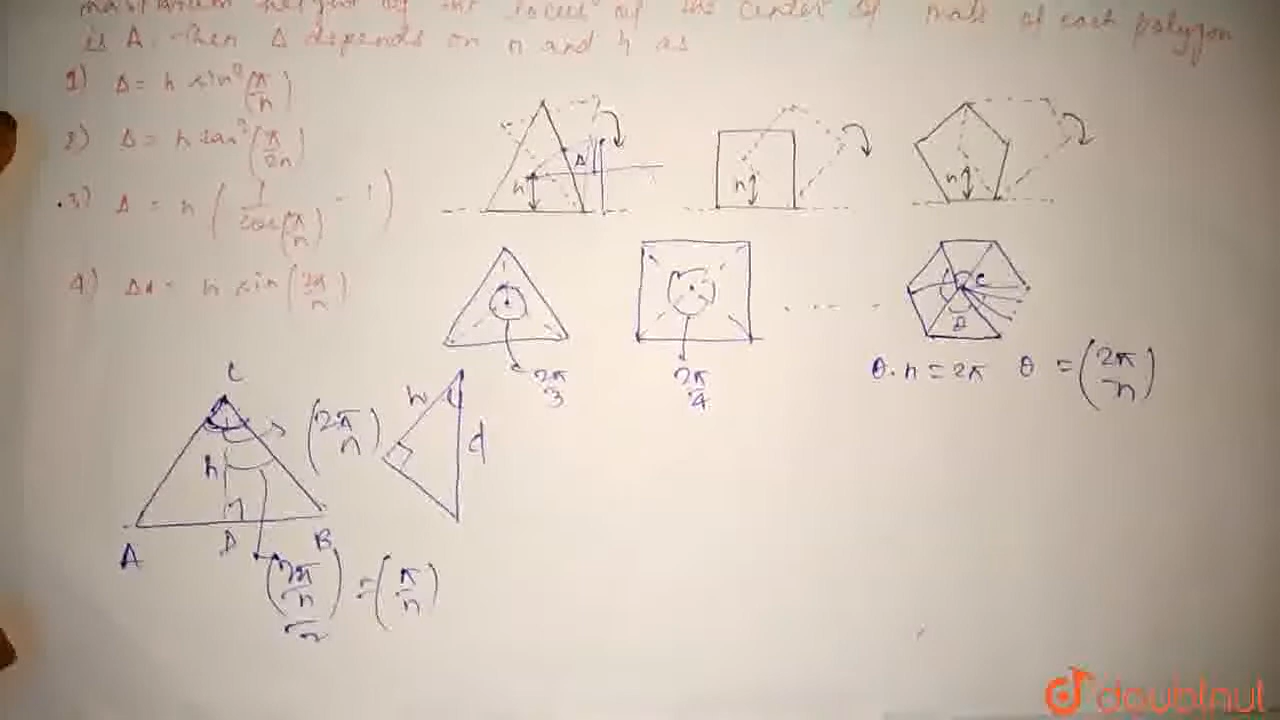 maximum height of the locus of the center of mass of each polygon
is Δ. Then Δ depends on n and h as
1) Δ = h sin² (π/n)
2) Δ = h tan² (π/2n)
3) Δ = h (1/cos(π/n) - 1)
4) Δ = h sin (2π/n)
h Δ
h
h
2π/3
2π/4
θ
θ.n = 2π θ = (2π/n)
C
(2π/n)
h
h d
A D B
(2π/n/2) = (π/n)
doubtnut